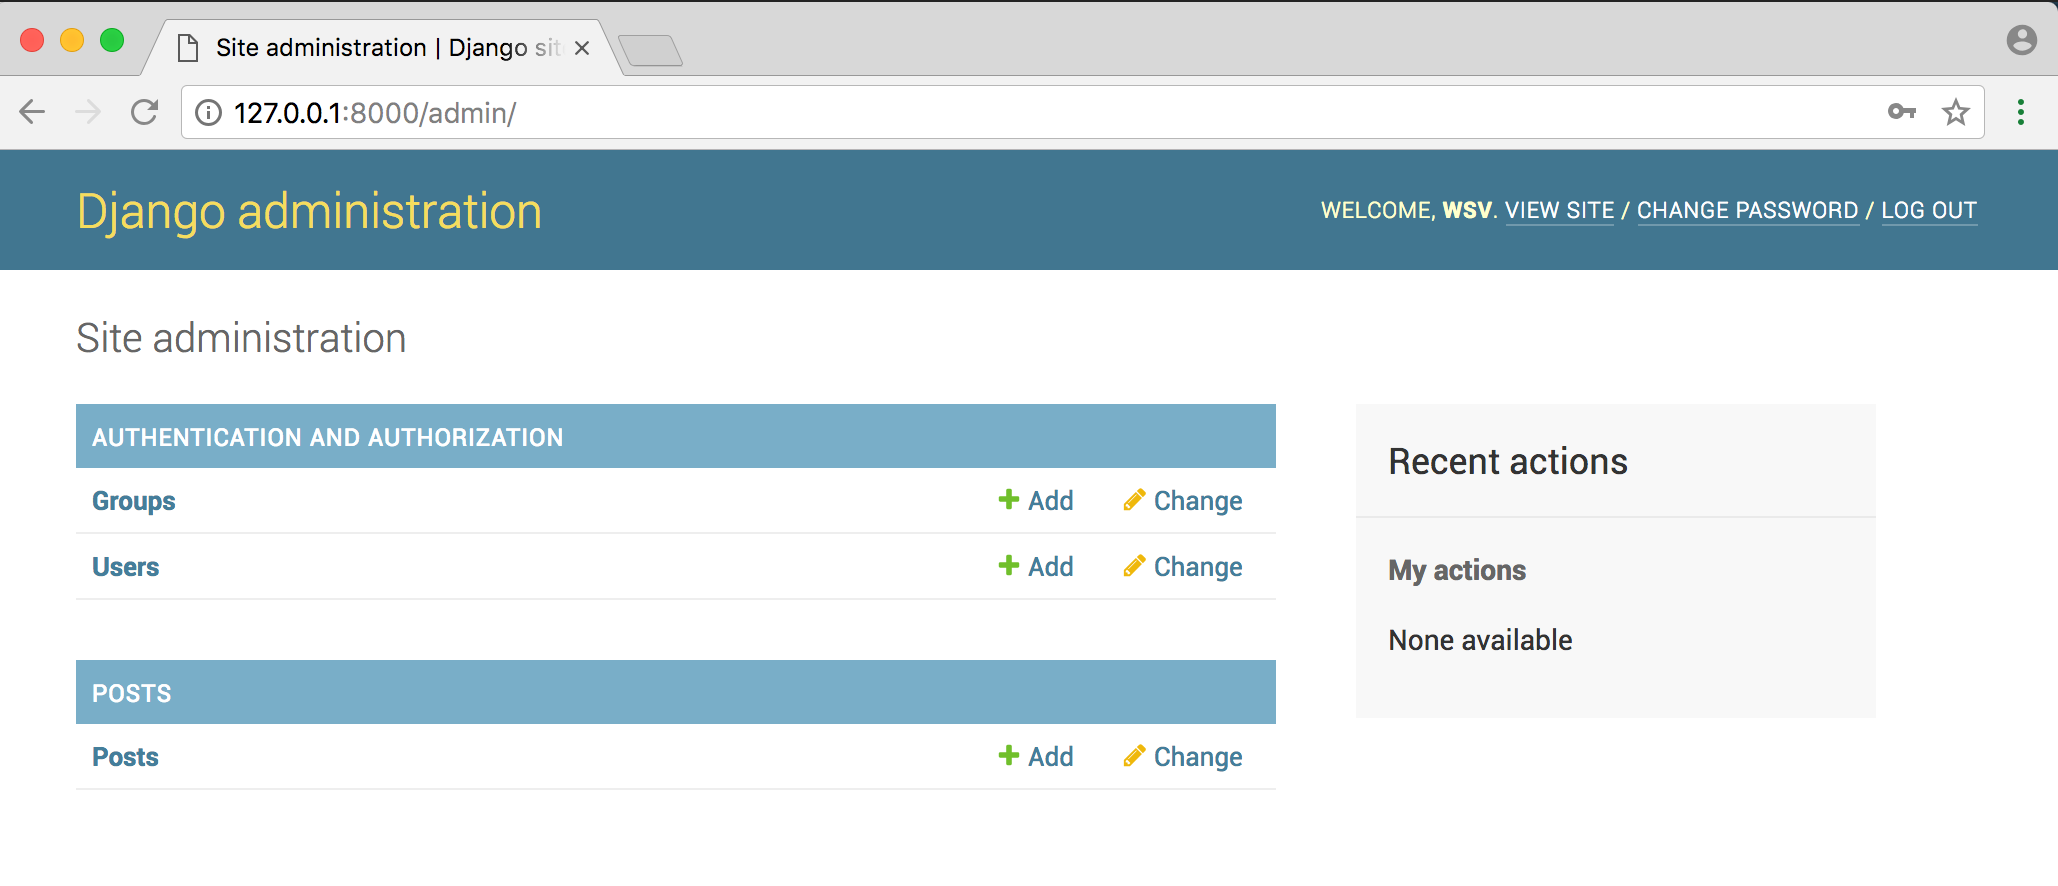 Site administration | Django sit
127.0.0.1:8000/admin/
Django administration
WELCOME, WSV. VIEW SITE / CHANGE PASSWORD / LOG OUT
Site administration
AUTHENTICATION AND AUTHORIZATION
Groups Add Change
Users Add Change
POSTS
Posts Add Change
Recent actions
My actions
None available